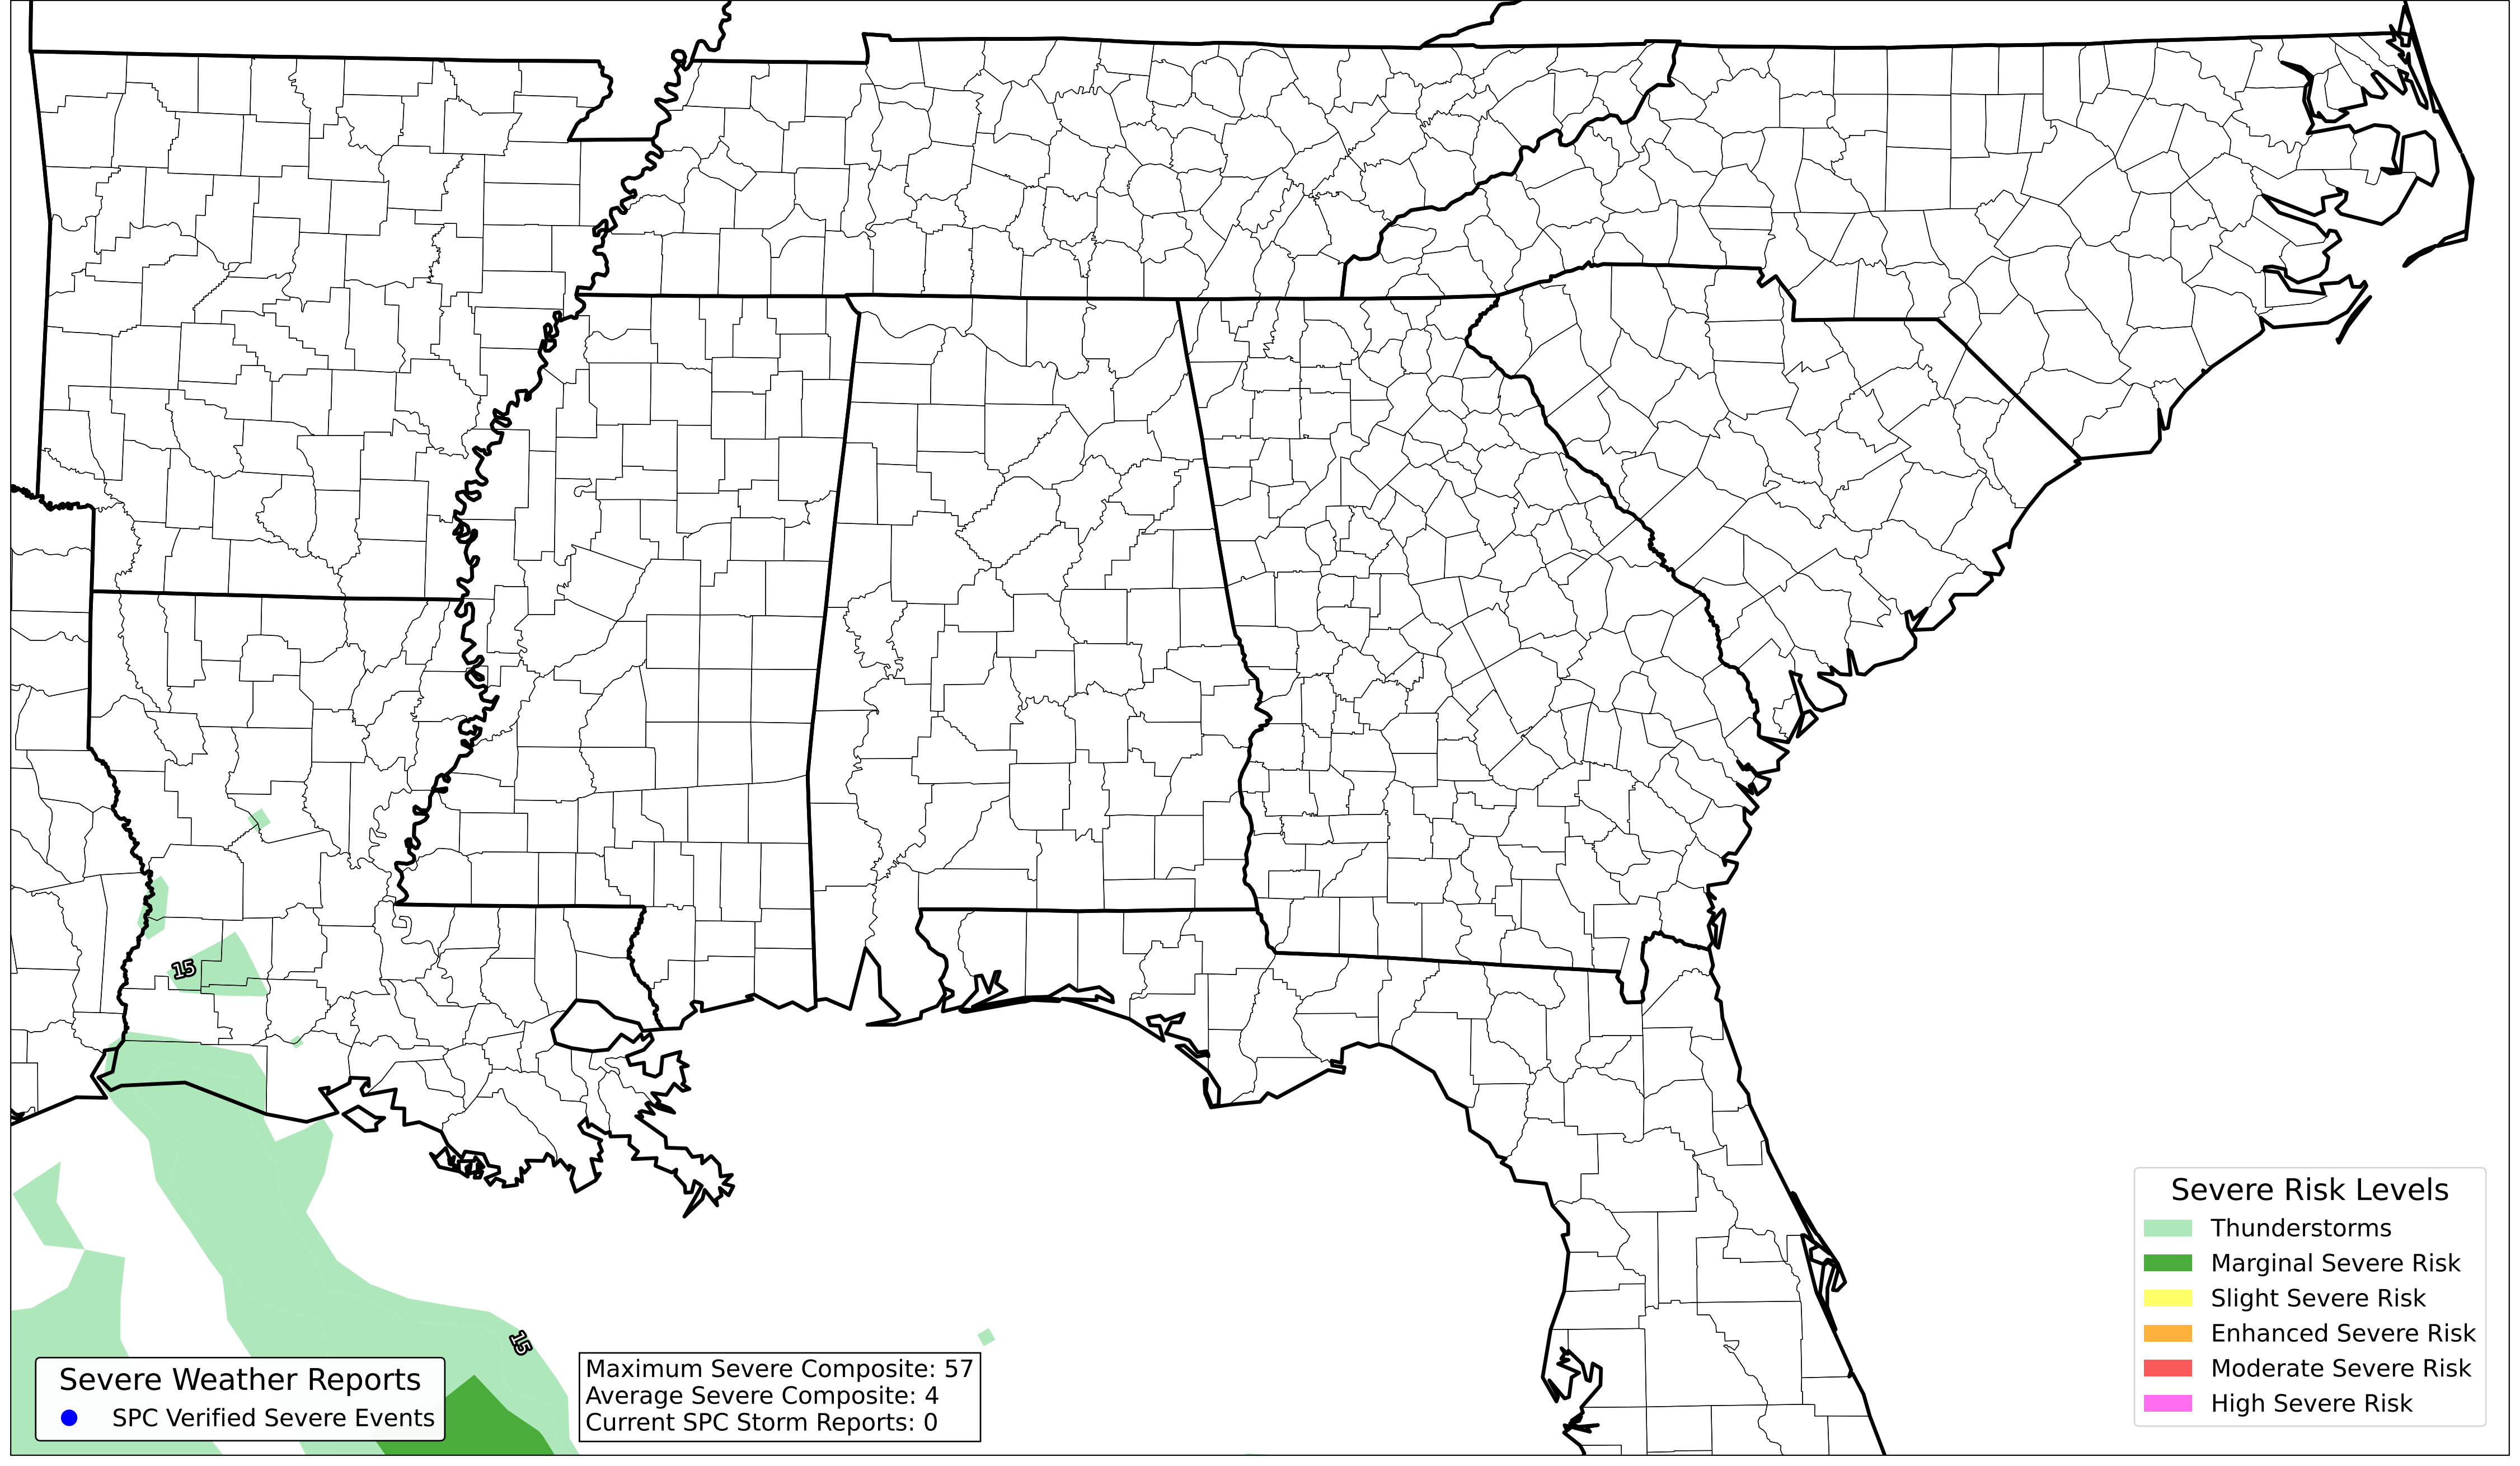 15
15
Severe Weather Reports
SPC Verified Severe Events
Maximum Severe Composite: 57
Average Severe Composite: 4
Current SPC Storm Reports: 0
Severe Risk Levels
Thunderstorms
Marginal Severe Risk
Slight Severe Risk
Enhanced Severe Risk
Moderate Severe Risk
High Severe Risk